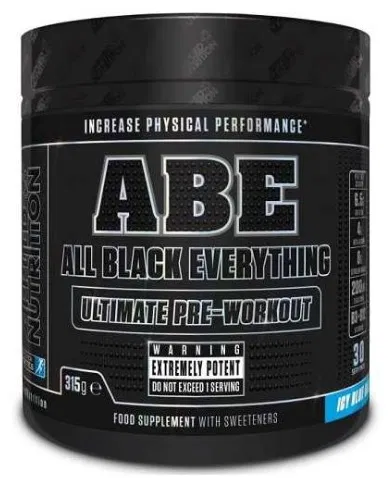 INCREASE PHYSICAL PERFORMANCE*
ABE
ALL BLACK EVERYTHING
ULTIMATE PRE-WORKOUT
WARNING
EXTREMELY POTENT
DO NOT EXCEED 1 SERVING
315g e
FOOD SUPPLEMENT WITH SWEETENERS
NUTRITION
30
ICY BLUE